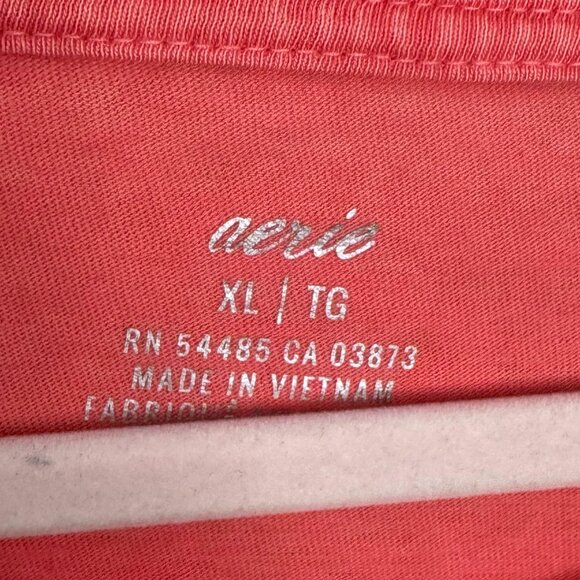 aerie
XL | TG
RN 54485 CA 03873
MADE IN VIETNAM